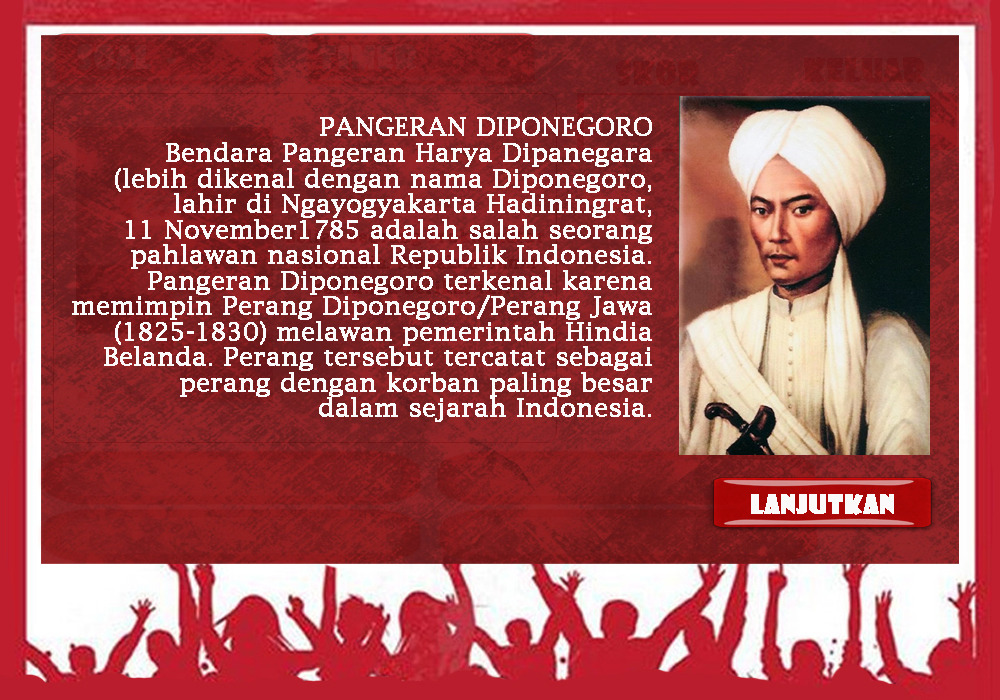 PANGERAN DIPONEGORO
Bendara Pangeran Harya Dipanegara
(lebih dikenal dengan nama Diponegoro,
lahir di Ngayogyakarta Hadiningrat,
11 November1785 adalah salah seorang
pahlawan nasional Republik Indonesia.
Pangeran Diponegoro terkenal karena
memimpin Perang Diponegoro/Perang Jawa
(1825-1830) melawan pemerintah Hindia
Belanda. Perang tersebut tercatat sebagai
perang dengan korban paling besar
dalam sejarah Indonesia.
LANJUTKAN